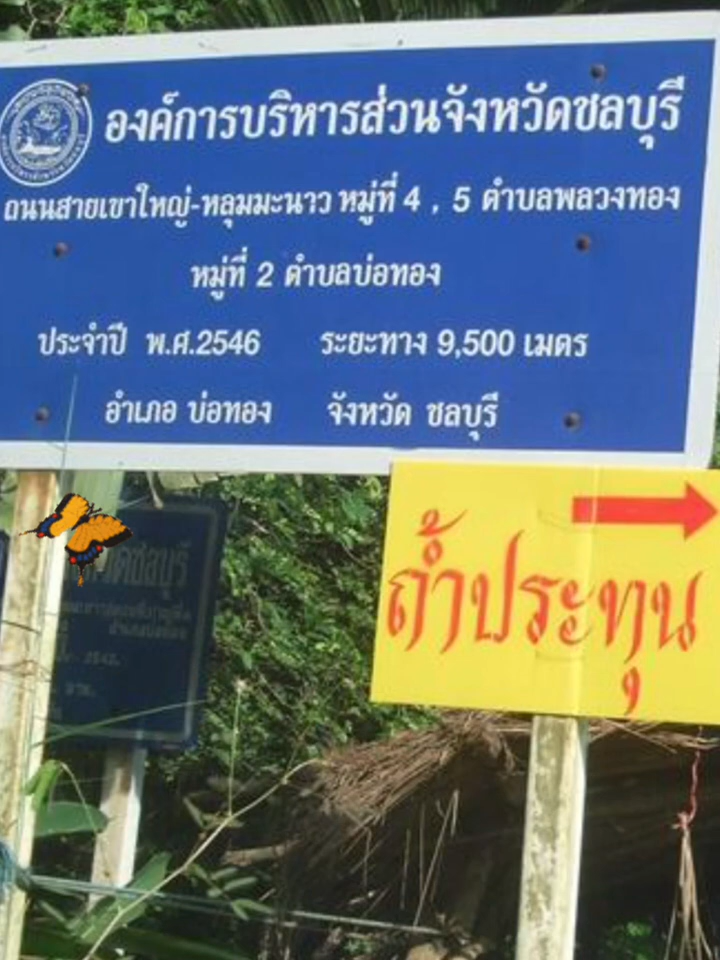 องค์การบริหารส่วนจังหวัดชลบุรี
ถนนสายเขาใหญ่-หลุมมะนาว หมู่ที่ 4 , 5 ตำบลพลวงทอง
หมู่ที่ 2 ตำบลบ่อทอง
ประจำปี พ.ศ.2546 ระยะทาง 9,500 เมตร
อำเภอ บ่อทอง จังหวัด ชลบุรี
ถ้ำประทุน